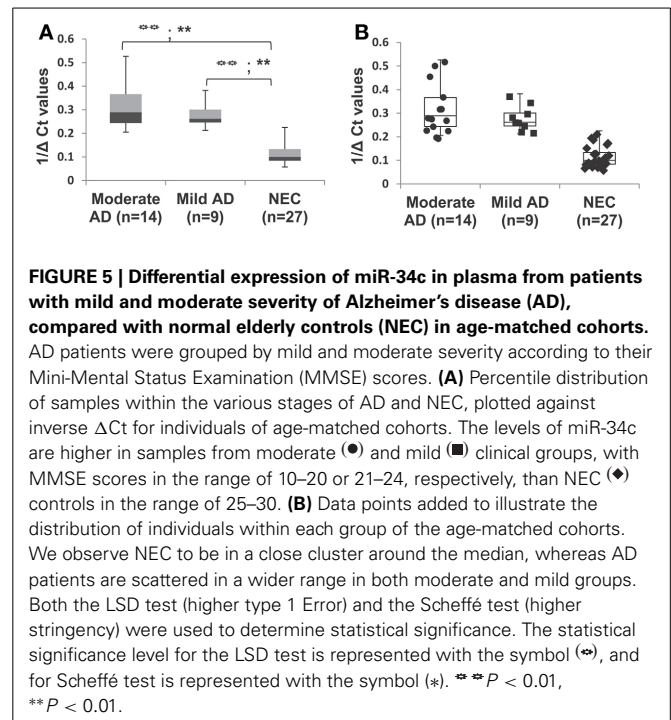 A
B
⚭⚭ ; **
⚭⚭ ; **
1/Δ Ct values
0.6
0.5
0.4
0.3
0.2
0.1
0
Moderate AD (n=14)
Mild AD (n=9)
NEC (n=27)
1/Δ Ct values
0.6
0.5
0.4
0.3
0.2
0.1
0
Moderate AD (n=14)
Mild AD (n=9)
NEC (n=27)
FIGURE 5 | Differential expression of miR-34c in plasma from patients
with mild and moderate severity of Alzheimer's disease (AD),
compared with normal elderly controls (NEC) in age-matched cohorts.
AD patients were grouped by mild and moderate severity according to their
Mini-Mental Status Examination (MMSE) scores. (A) Percentile distribution
of samples within the various stages of AD and NEC, plotted against
inverse ΔCt for individuals of age-matched cohorts. The levels of miR-34c
are higher in samples from moderate (●) and mild (■) clinical groups, with
MMSE scores in the range of 10–20 or 21–24, respectively, than NEC (◆)
controls in the range of 25–30. (B) Data points added to illustrate the
distribution of individuals within each group of the age-matched cohorts.
We observe NEC to be in a close cluster around the median, whereas AD
patients are scattered in a wider range in both moderate and mild groups.
Both the LSD test (higher type 1 Error) and the Scheffé test (higher
stringency) were used to determine statistical significance. The statistical
significance level for the LSD test is represented with the symbol (⚭), and
for Scheffé test is represented with the symbol (*). ⚭⚭P < 0.01,
**P < 0.01.